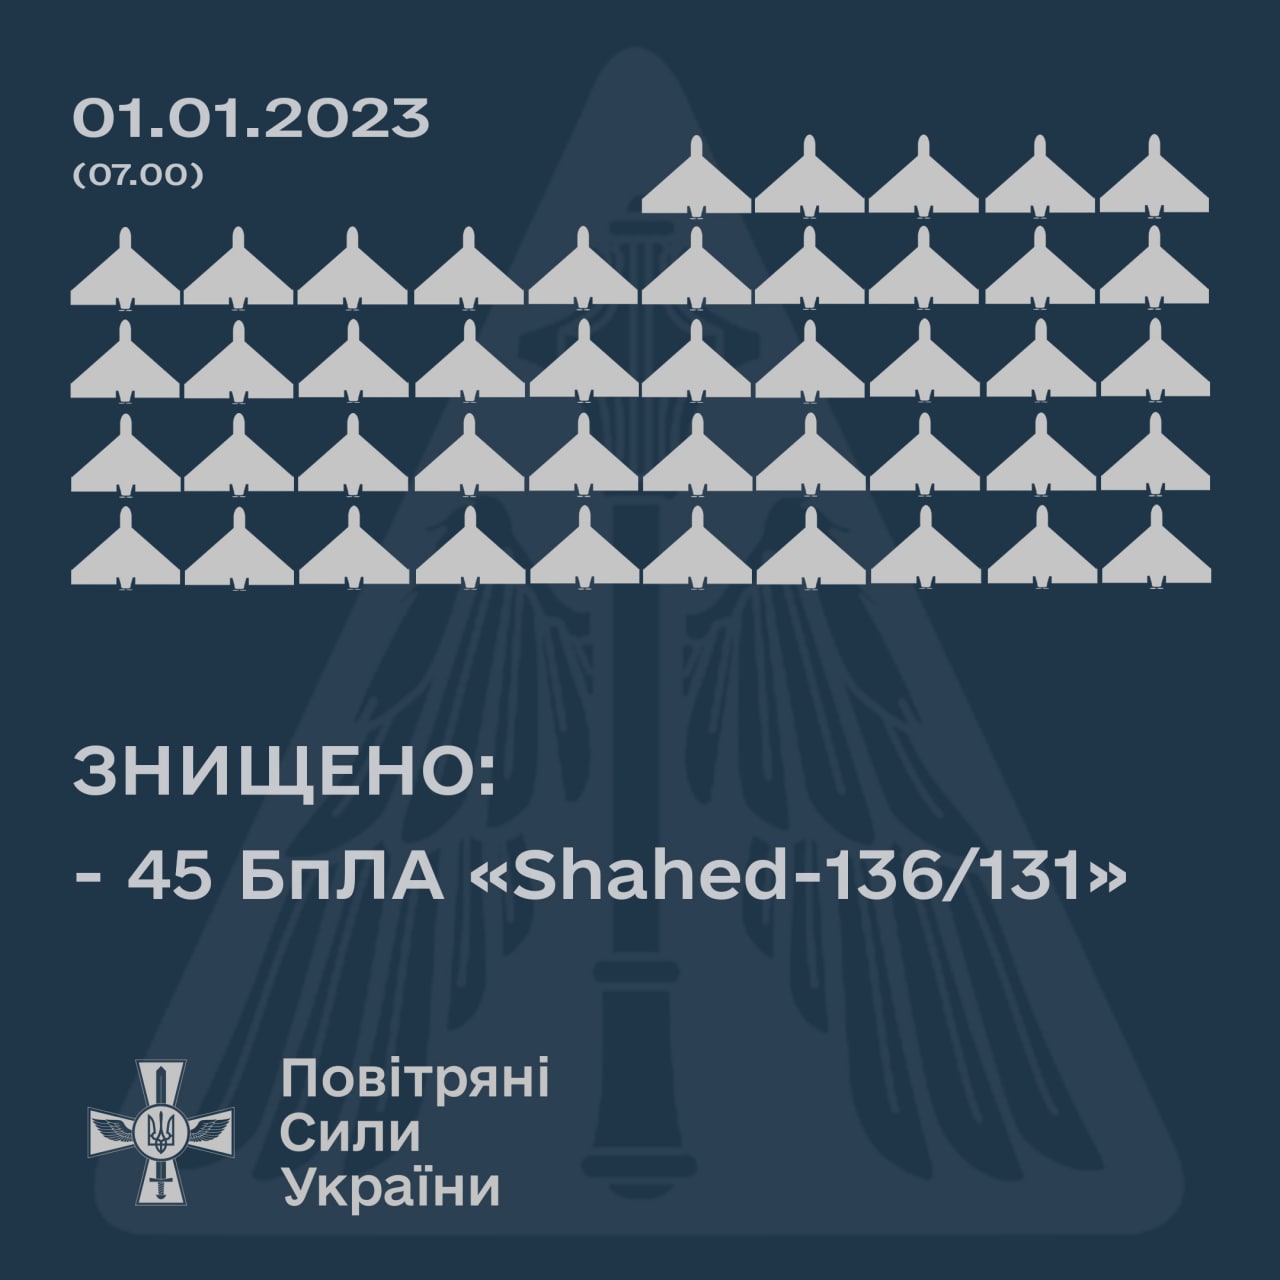 01.01.2023
(07.00)
ЗНИЩЕНО:
- 45 БпЛА «Shahed-136/131»
Повітряні
Сили
України